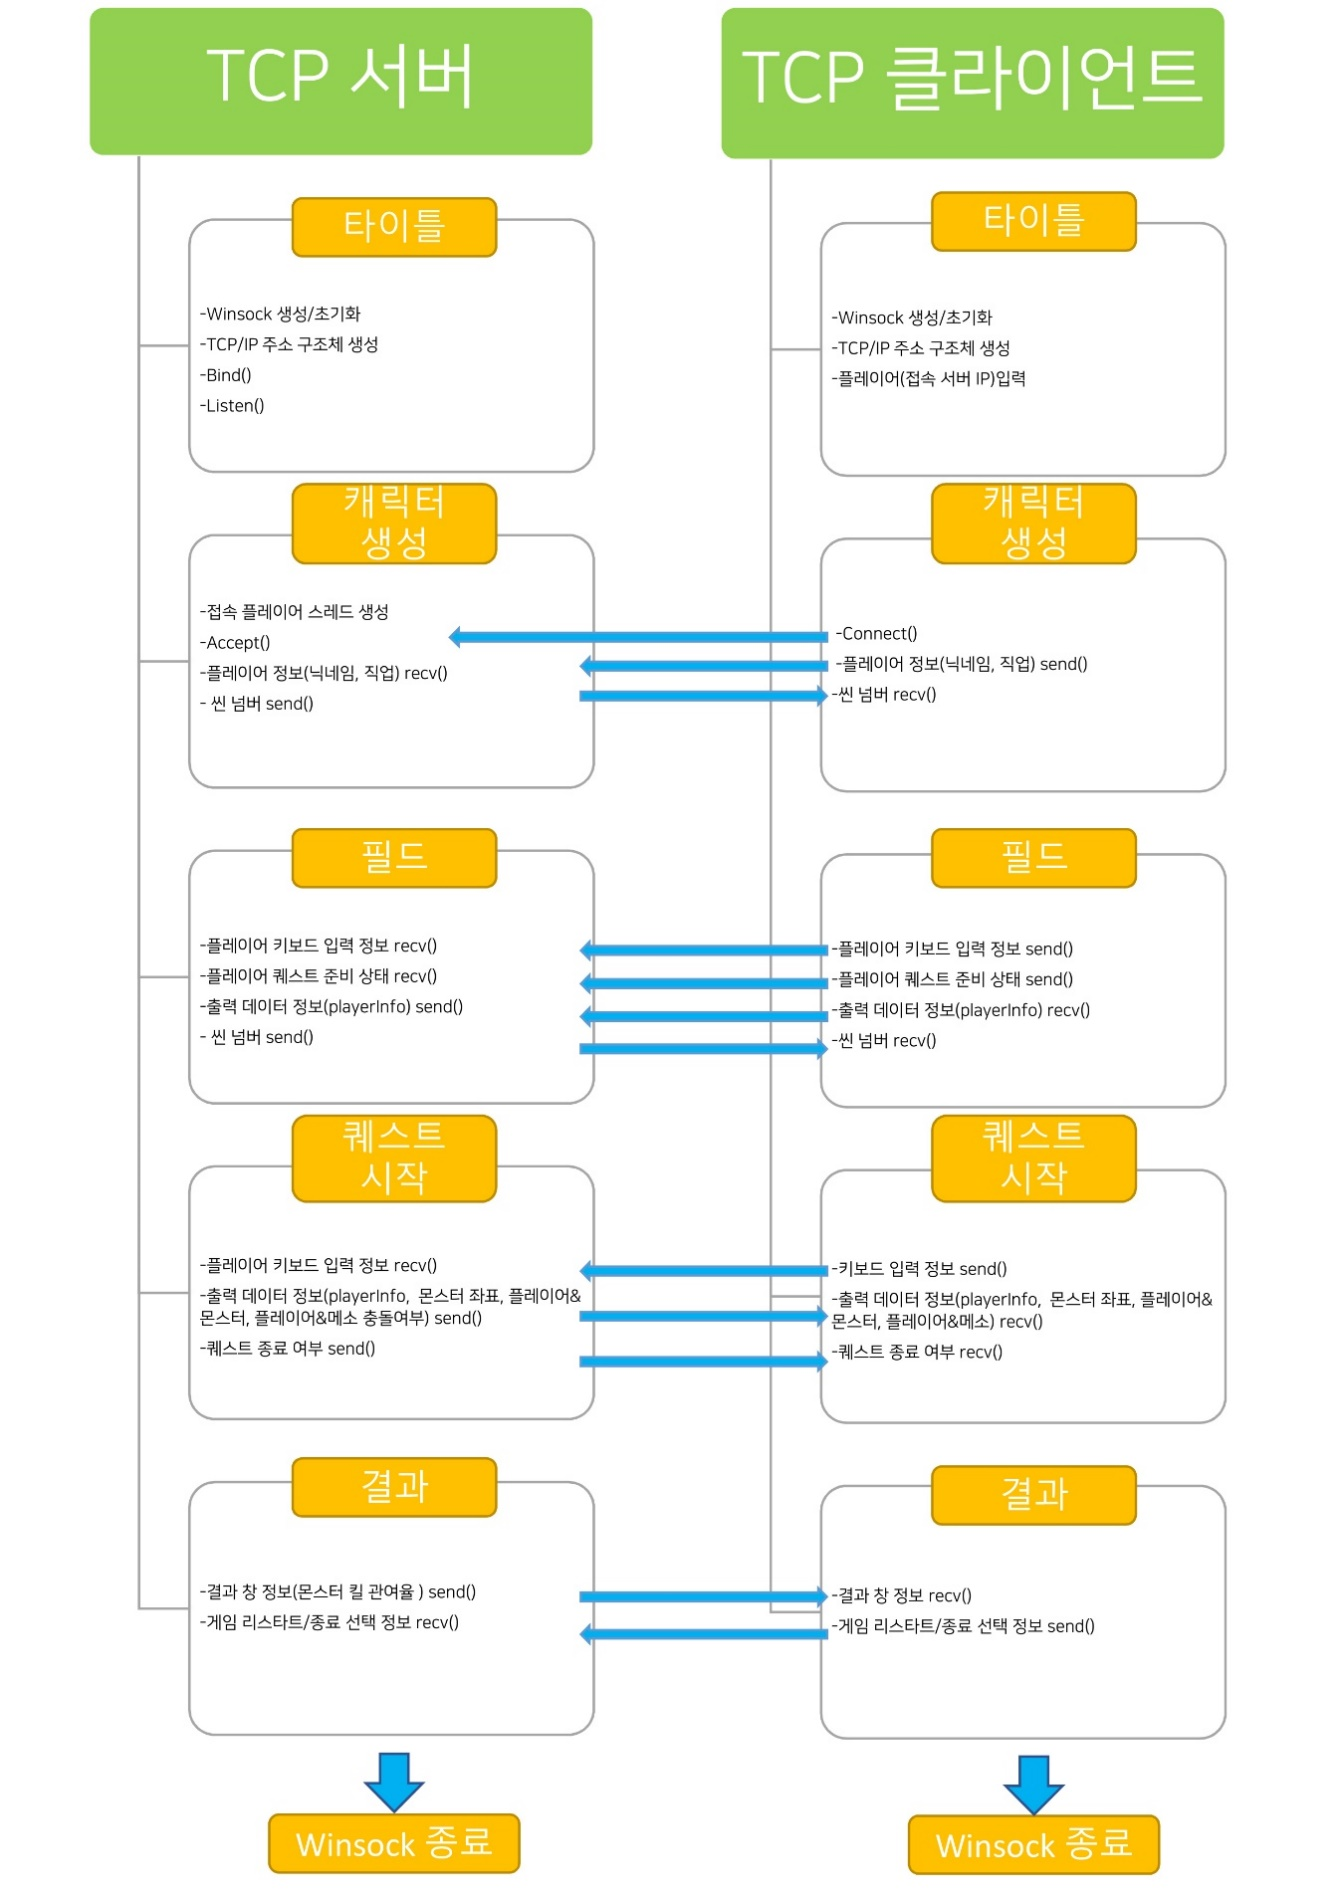 TCP 서버
타이틀
-Winsock 생성/초기화
-TCP/IP 주소 구조체 생성
-Bind()
-Listen()
캐릭터
생성
-접속 플레이어 스레드 생성
-Accept()
-플레이어 정보(닉네임, 직업) recv()
- 씬 넘버 send()
필드
-플레이어 키보드 입력 정보 recv()
-플레이어 퀘스트 준비 상태 recv()
-출력 데이터 정보(playerInfo) send()
- 씬 넘버 send()
퀘스트
시작
-플레이어 키보드 입력 정보 recv()
-출력 데이터 정보(playerInfo, 몬스터 좌표, 플레이어&
몬스터, 플레이어&메소 충돌여부) send()
-퀘스트 종료 여부 send()
결과
-결과 창 정보(몬스터 킬 관여율 ) send()
-게임 리스타트/종료 선택 정보 recv()
Winsock 종료
TCP 클라이언트
타이틀
-Winsock 생성/초기화
-TCP/IP 주소 구조체 생성
-플레이어(접속 서버 IP)입력
캐릭터
생성
-Connect()
-플레이어 정보(닉네임, 직업) send()
-씬 넘버 recv()
필드
-플레이어 키보드 입력 정보 send()
-플레이어 퀘스트 준비 상태 send()
-출력 데이터 정보(playerInfo) recv()
-씬 넘버 recv()
퀘스트
시작
-키보드 입력 정보 send()
-출력 데이터 정보(playerInfo, 몬스터 좌표, 플레이어&
몬스터, 플레이어&메소) recv()
-퀘스트 종료 여부 recv()
결과
-결과 창 정보 recv()
-게임 리스타트/종료 선택 정보 send()
Winsock 종료